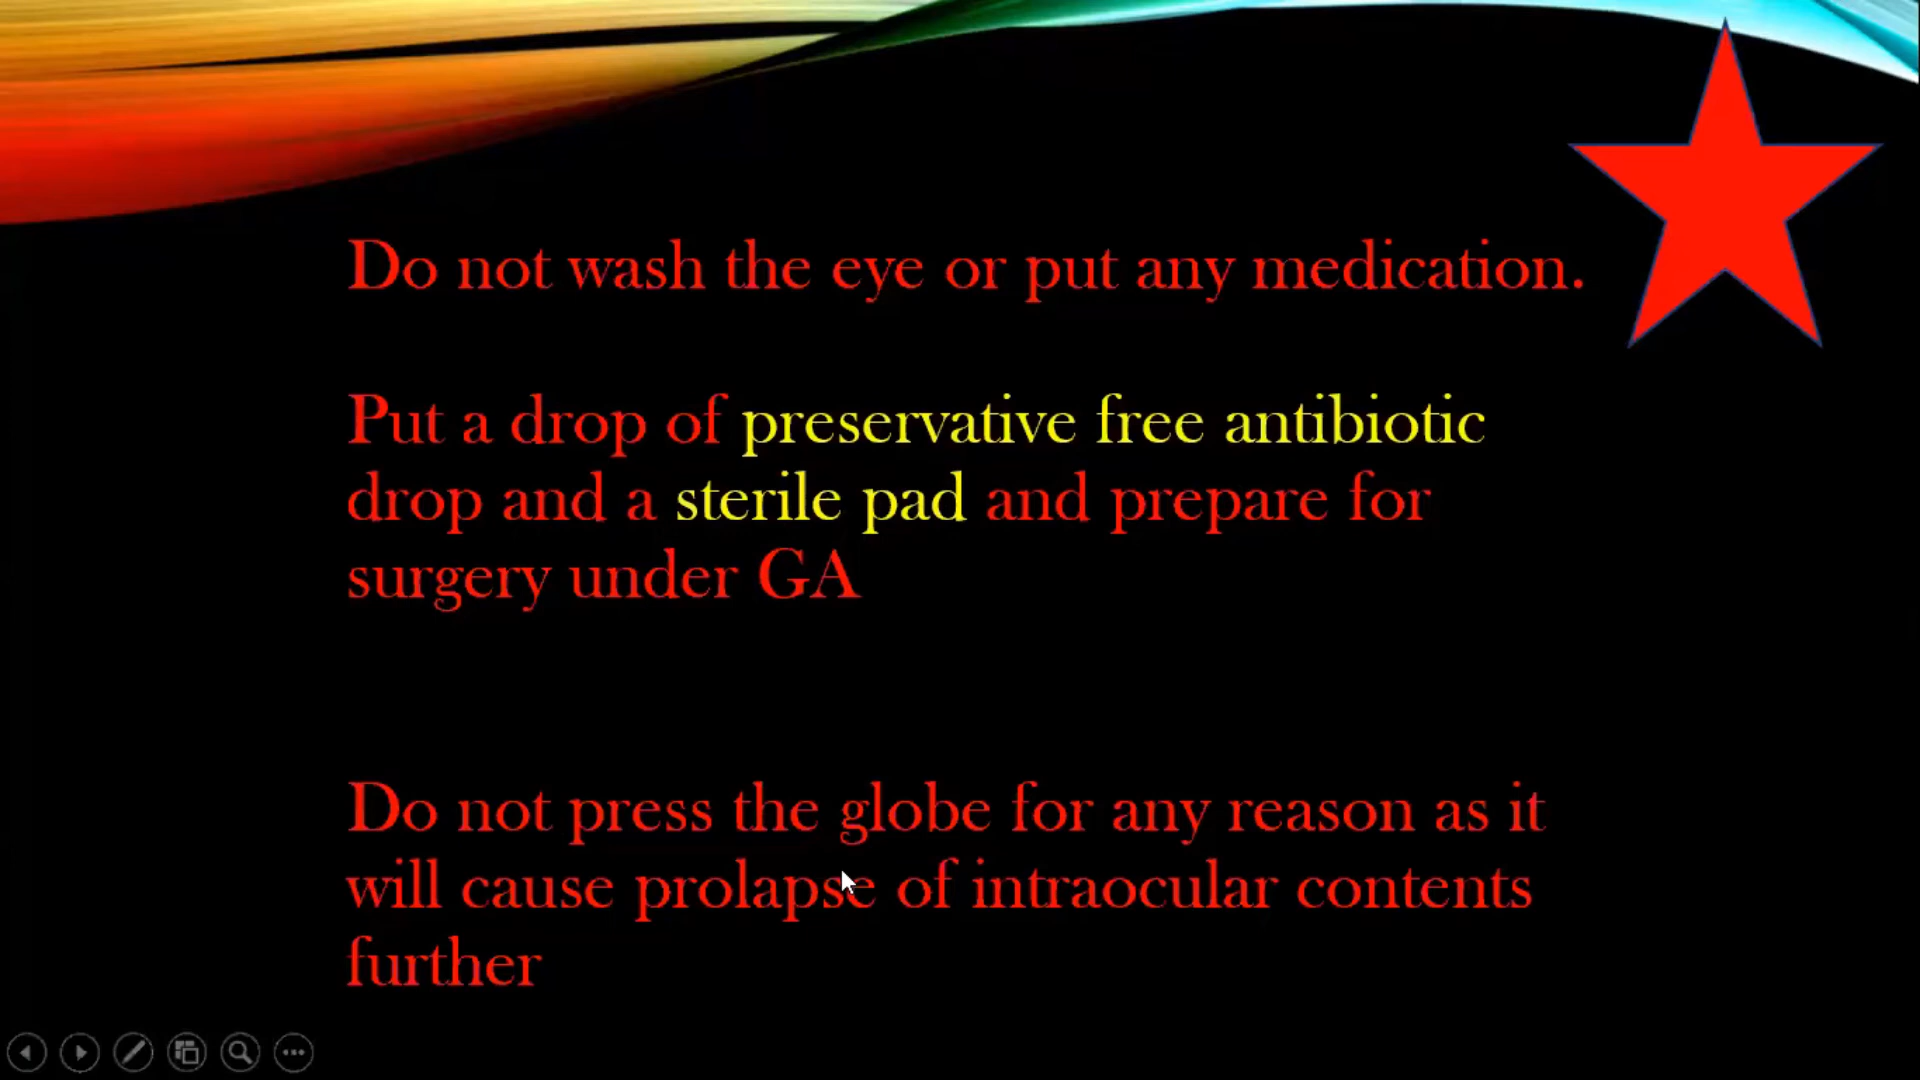 Do not wash the eye or put any medication.
Put a drop of preservative free antibiotic
drop and a sterile pad and prepare for
surgery under GA
Do not press the globe for any reason as it
will cause prolapse of intraocular contents
further